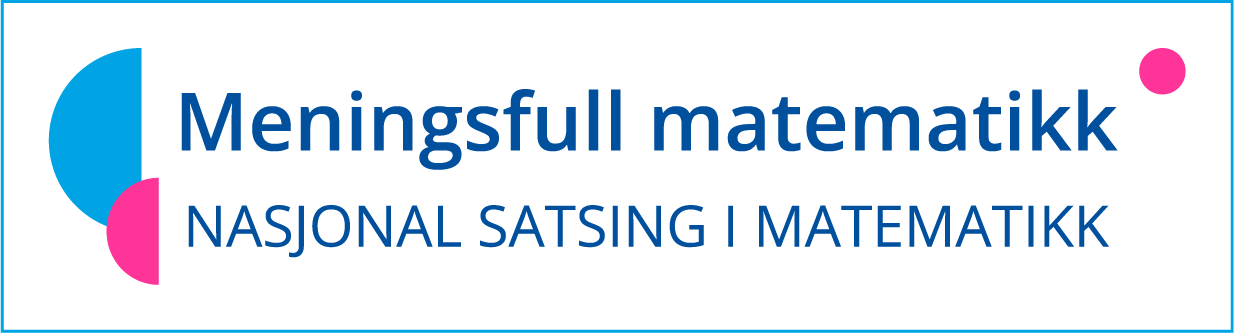 Meningsfull matematikk
NASJONAL SATSING I MATEMATIKK